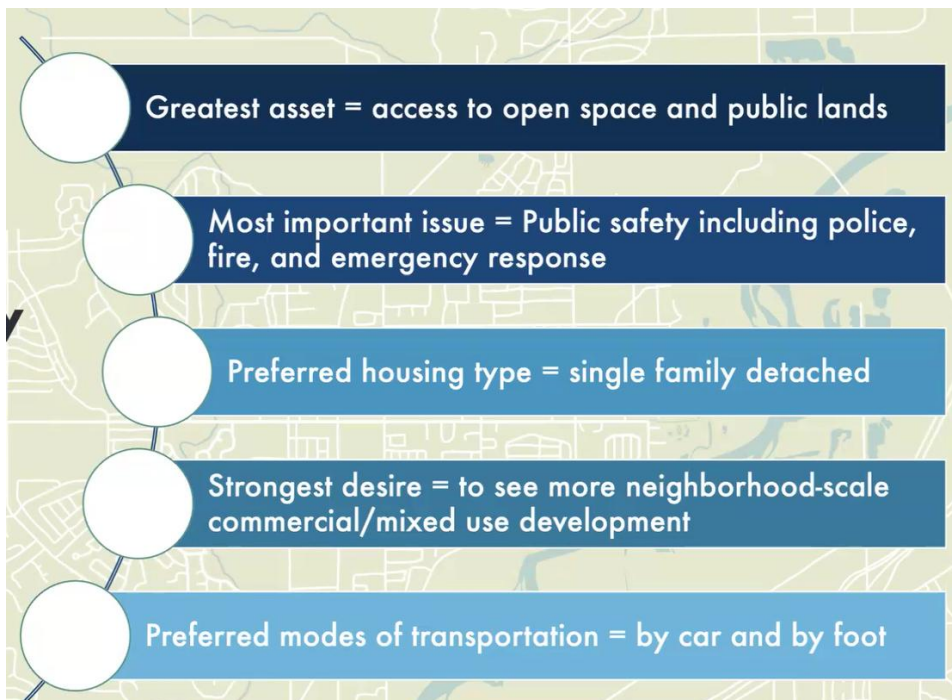 Greatest asset = access to open space and public lands
Most important issue = Public safety including police,
fire, and emergency response
Preferred housing type = single family detached
Strongest desire = to see more neighborhood-scale
commercial/mixed use development
Preferred modes of transportation = by car and by foot